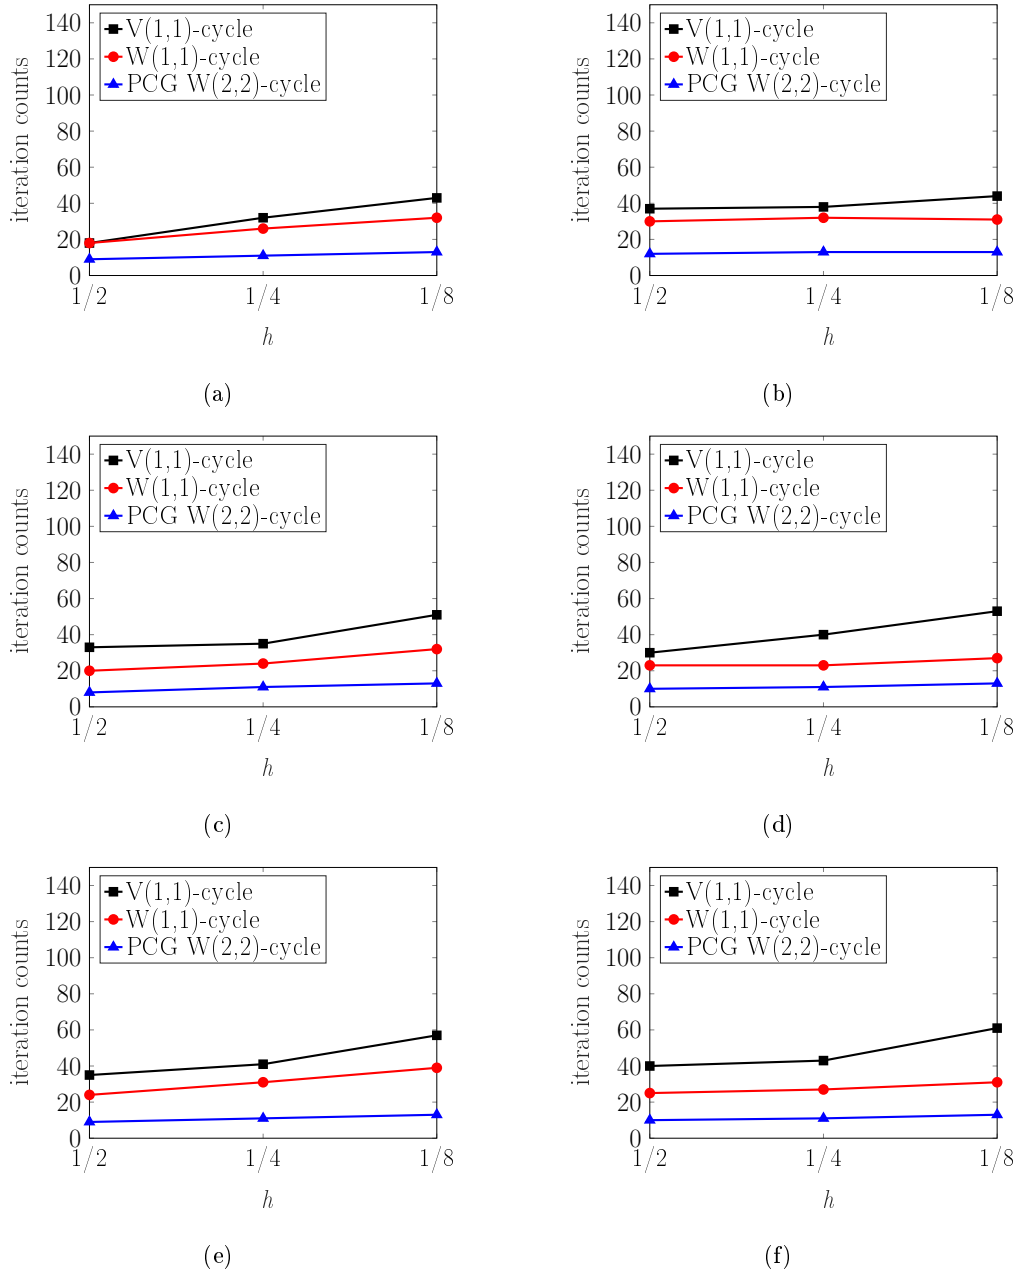 140
120
100
80
60
40
20
0
iteration counts
V(1,1)-cycle
W(1,1)-cycle
PCG W(2,2)-cycle
1/2 1/4 1/8
h
(a)
140
120
100
80
60
40
20
0
iteration counts
V(1,1)-cycle
W(1,1)-cycle
PCG W(2,2)-cycle
1/2 1/4 1/8
h
(b)
140
120
100
80
60
40
20
0
iteration counts
V(1,1)-cycle
W(1,1)-cycle
PCG W(2,2)-cycle
1/2 1/4 1/8
h
(c)
140
120
100
80
60
40
20
0
iteration counts
V(1,1)-cycle
W(1,1)-cycle
PCG W(2,2)-cycle
1/2 1/4 1/8
h
(d)
140
120
100
80
60
40
20
0
iteration counts
V(1,1)-cycle
W(1,1)-cycle
PCG W(2,2)-cycle
1/2 1/4 1/8
h
(e)
140
120
100
80
60
40
20
0
iteration counts
V(1,1)-cycle
W(1,1)-cycle
PCG W(2,2)-cycle
1/2 1/4 1/8
h
(f)